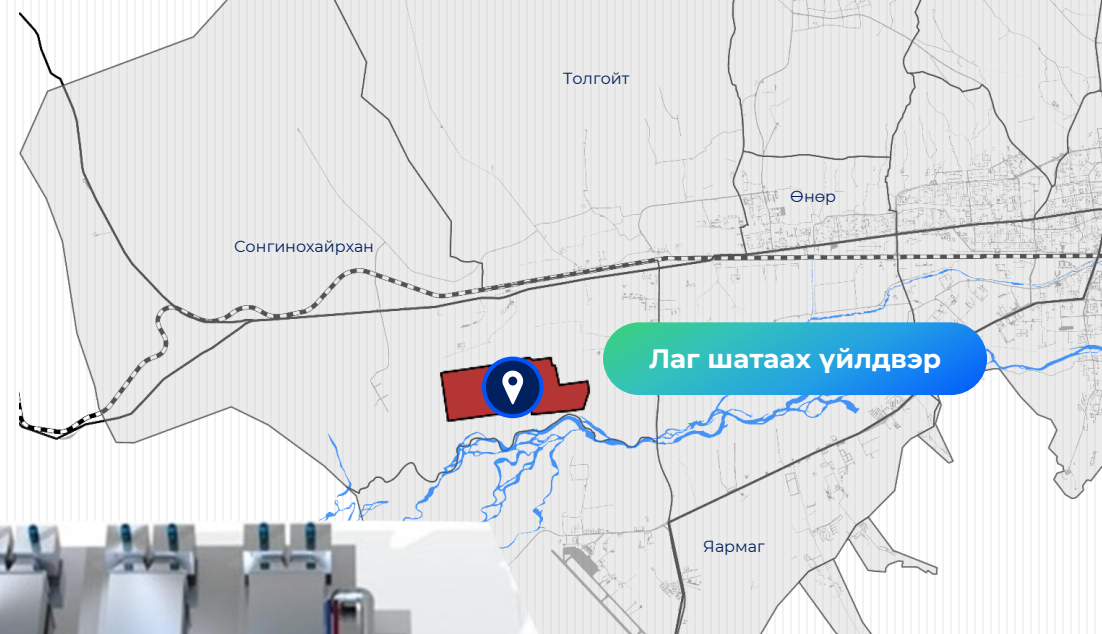 Толгойт
Өнөр
Сонгинохайрхан
Лаг шатаах үйлдвэр
Яармаг